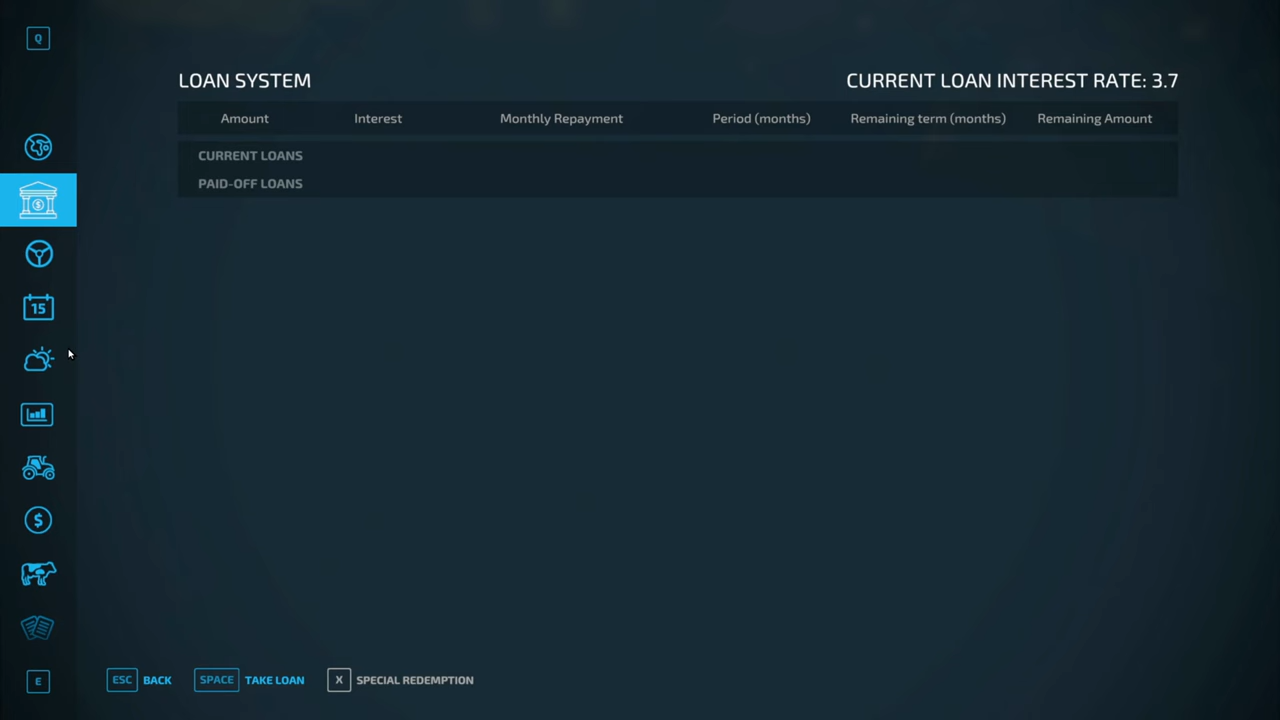 Q
LOAN SYSTEM
CURRENT LOAN INTEREST RATE: 3.7
Amount Interest Monthly Repayment Period (months) Remaining term (months) Remaining Amount
CURRENT LOANS
PAID-OFF LOANS
15
E
ESC BACK SPACE TAKE LOAN X SPECIAL REDEMPTION